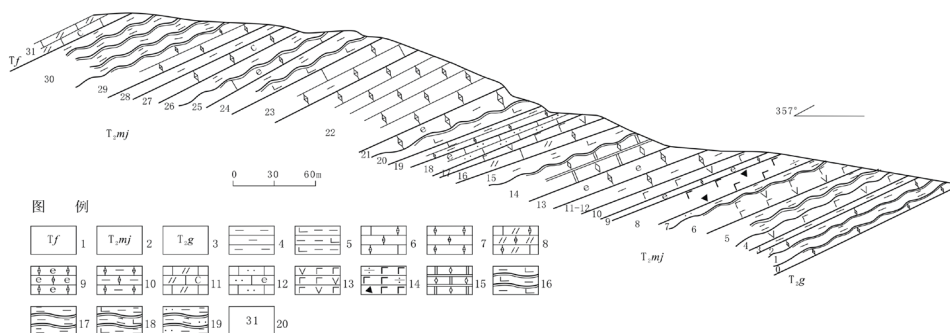 31
Tf
30
29
28
27
26
25
24
23
22
T₂mj
21
20
19
18
17
16
15
14
13
11-12
10
9
8
7
6
5
4
3
2
1
0
T₂mj
T₃g
357°
0 30 60m
图 例
Tf 1 T₂mj 2 T₃g 3 4 5 6 7 8
e e e e e 9 10 C 11 e 12 13 14 15 16
17 18 19 31 20
C
C
e
e
e
e